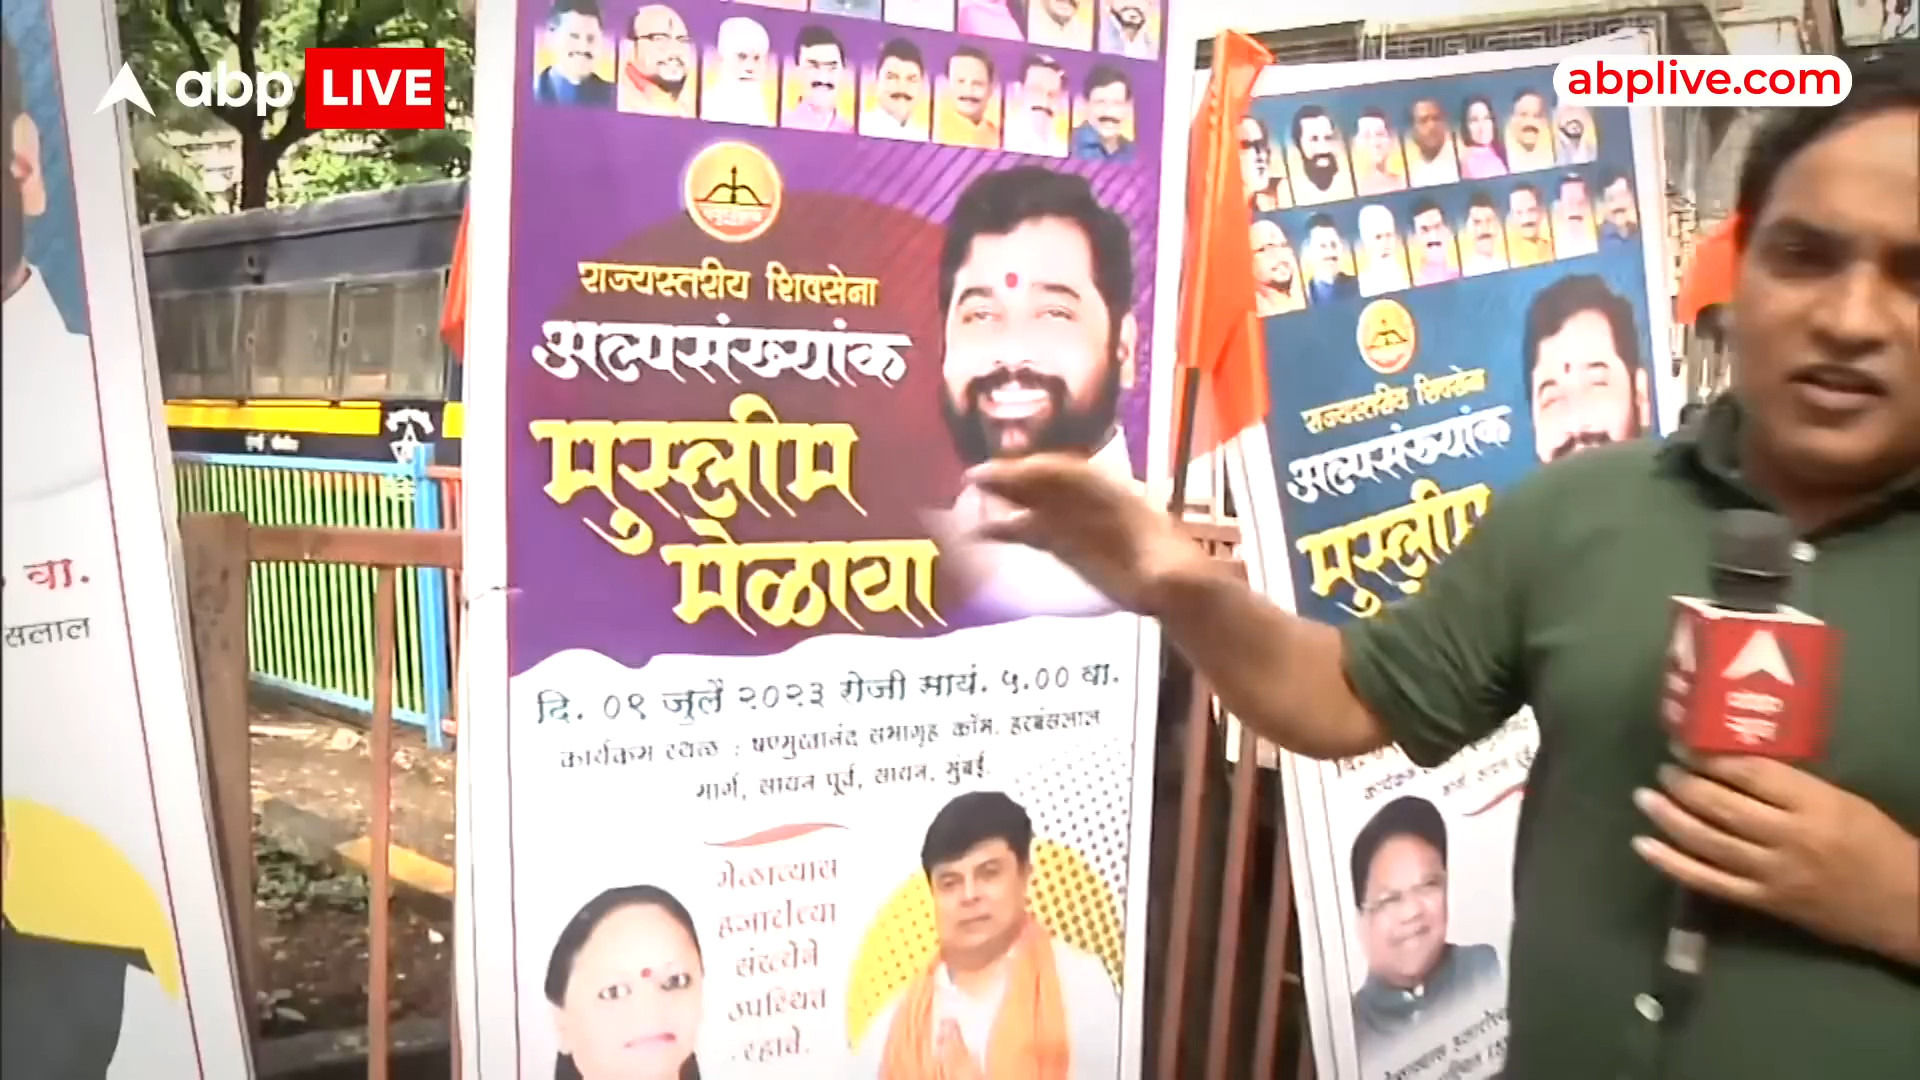 abp LIVE
abplive.com
राज्यस्तरीय शिवसेना
अल्पसंख्यांक
मुस्लीम
मेळावा
दि. ०९ जुलै २०२३ रोजी सायं. ५.०० वा.
कार्यक्रम स्थळ : षण्मुखानंद सभागृह कॉम. हरबंसलाल
मार्ग, सायन पूर्व, सायन, मुंबई.
मेळाव्यास
हजारोंच्या
संख्येने
उपस्थित
रहावे.
राज्यस्तरीय शिवसेना
अल्पसंख्यांक
मुस्लीम
वा.
सलाल